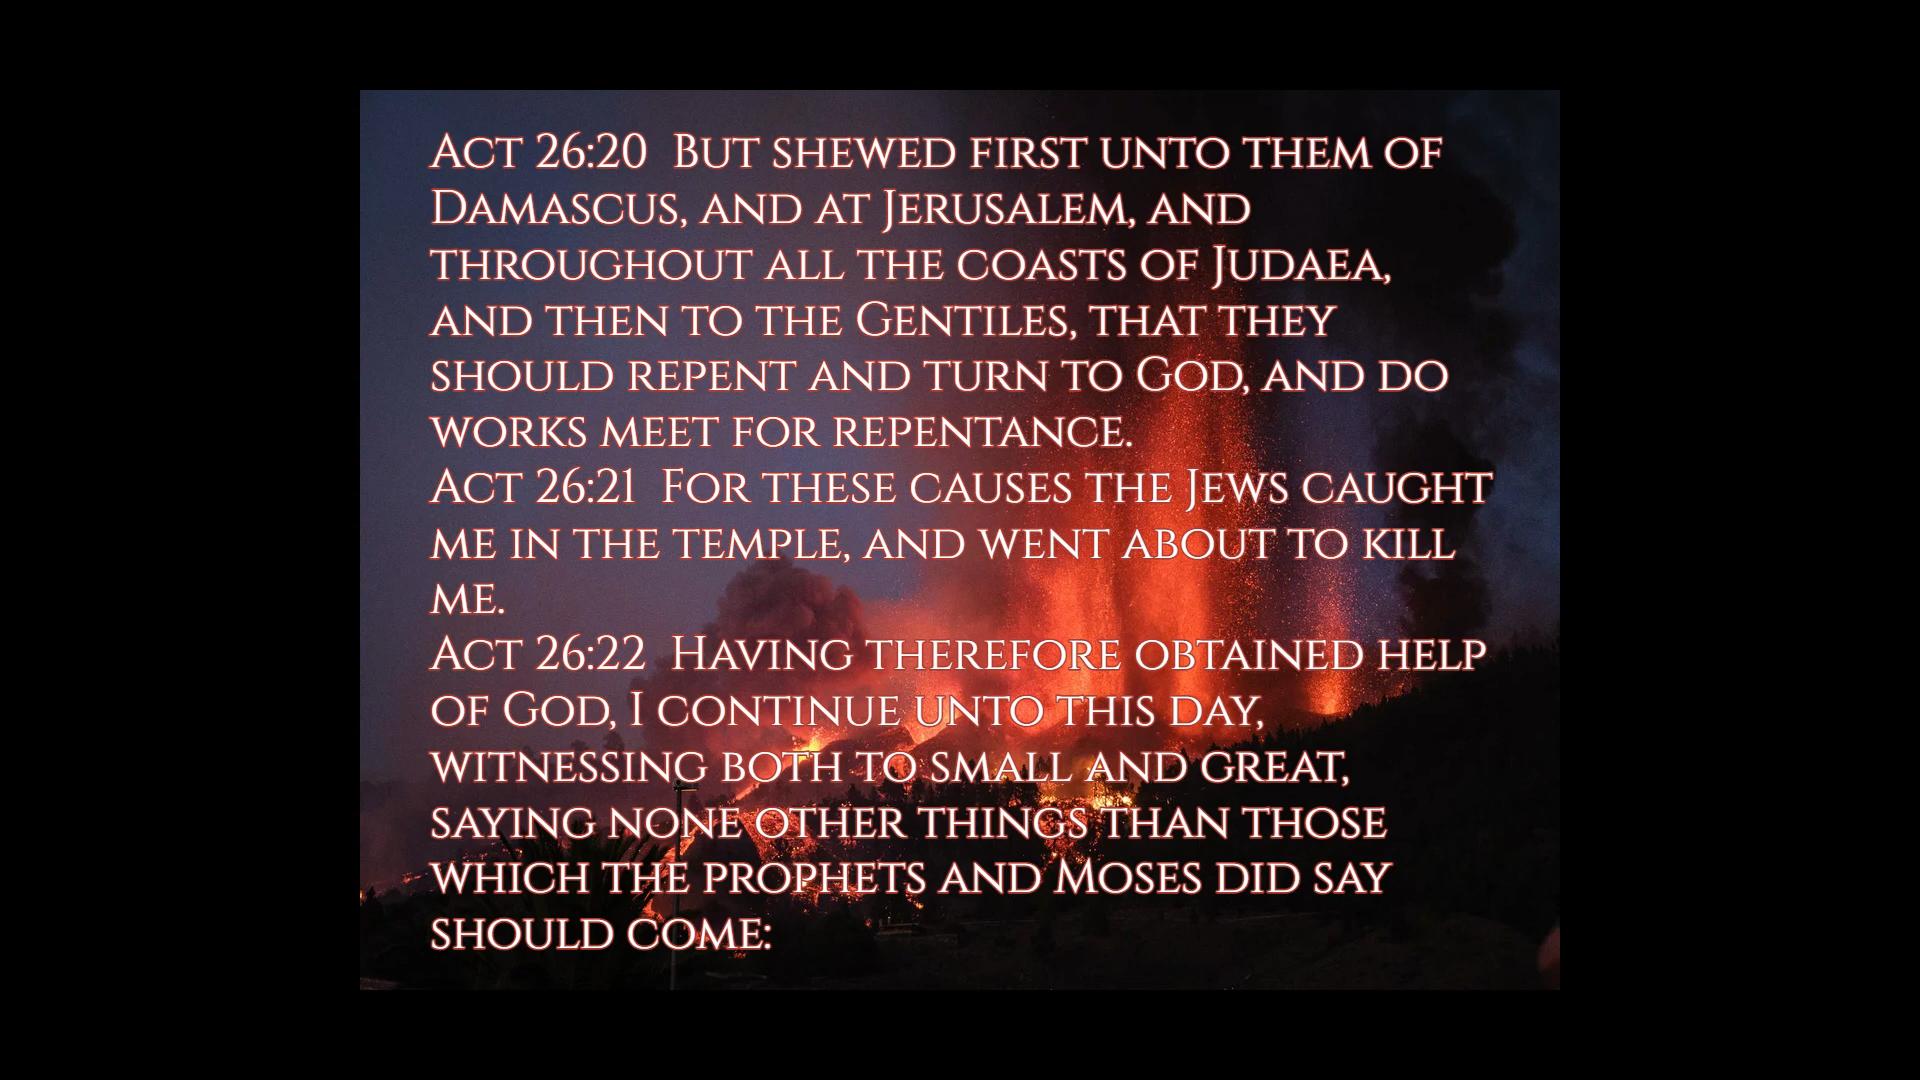 Act 26:20 But shewed first unto them of
Damascus, and at Jerusalem, and
throughout all the coasts of Judaea,
and then to the Gentiles, that they
should repent and turn to God, and do
works meet for repentance.
Act 26:21 For these causes the Jews caught
me in the temple, and went about to kill
me.
Act 26:22 Having therefore obtained help
of God, I continue unto this day,
witnessing both to small and great,
saying none other things than those
which the prophets and Moses did say
should come: